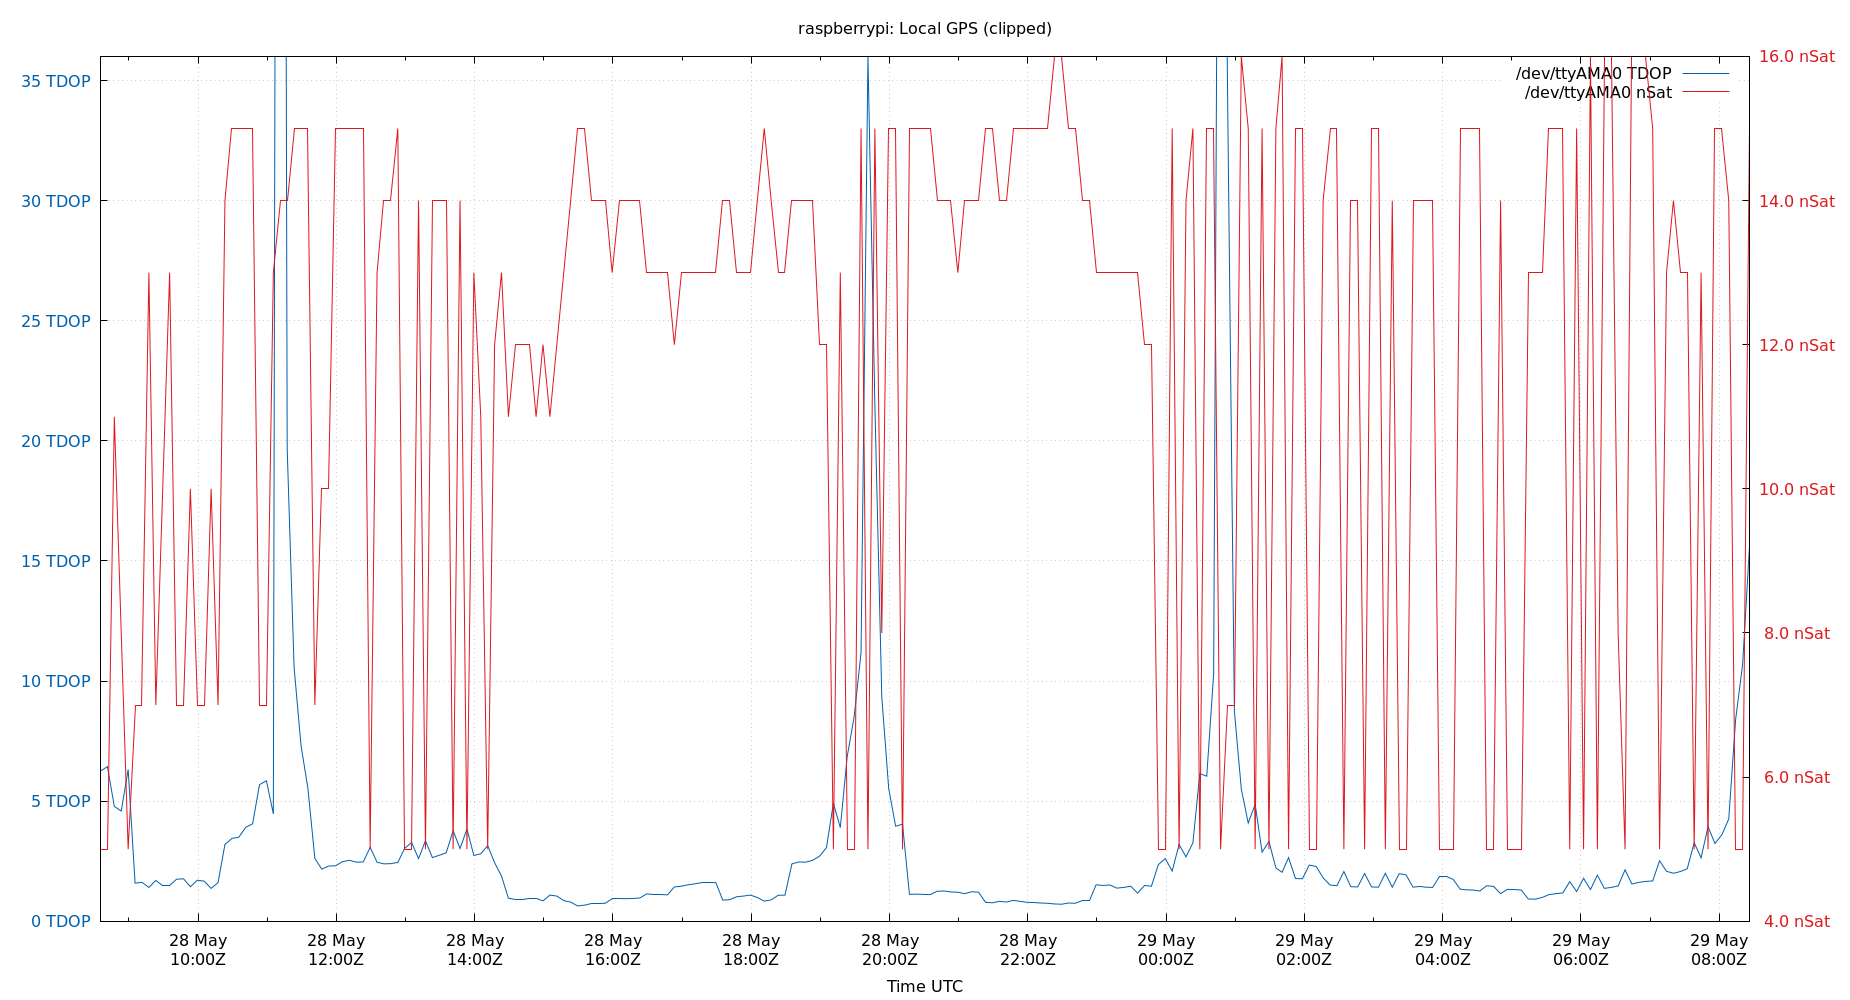 raspberrypi: Local GPS (clipped)
/dev/ttyAMA0 TDOP
/dev/ttyAMA0 nSat
35 TDOP
30 TDOP
25 TDOP
20 TDOP
15 TDOP
10 TDOP
5 TDOP
0 TDOP
16.0 nSat
14.0 nSat
12.0 nSat
10.0 nSat
8.0 nSat
6.0 nSat
4.0 nSat
28 May
10:00Z
28 May
12:00Z
28 May
14:00Z
28 May
16:00Z
28 May
18:00Z
28 May
20:00Z
28 May
22:00Z
29 May
00:00Z
29 May
02:00Z
29 May
04:00Z
29 May
06:00Z
29 May
08:00Z
Time UTC